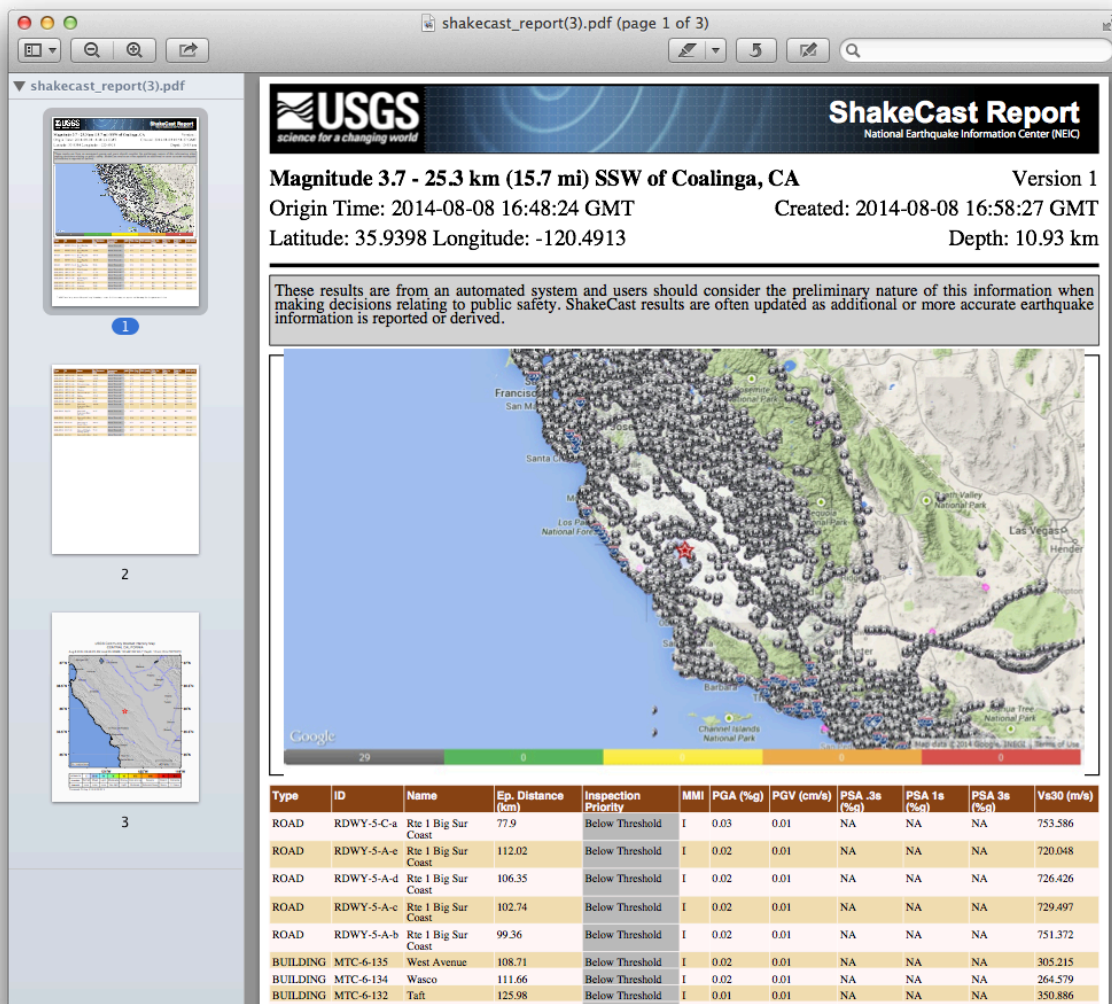 shakecast_report(3).pdf (page 1 of 3)
shakecast_report(3).pdf
1
2
3
USGS
science for a changing world
ShakeCast Report
National Earthquake Information Center (NEIC)
Magnitude 3.7 - 25.3 km (15.7 mi) SSW of Coalinga, CA Version 1
Origin Time: 2014-08-08 16:48:24 GMT Created: 2014-08-08 16:58:27 GMT
Latitude: 35.9398 Longitude: -120.4913 Depth: 10.93 km
These results are from an automated system and users should consider the preliminary nature of this information when
making decisions relating to public safety. ShakeCast results are often updated as additional or more accurate earthquake
information is reported or derived.
National Park
Santa
Los
National
National Park
Las Vegas
Barbara
Channel Islands
National Park
Tree
National Park
Google
Map data © 2014 Google, INEGI Terms of Use
29 0 0 0 0
Type ID Name Ep. Distance (km) Inspection Priority MMI PGA (%g) PGV (cm/s) PSA .3s (%g) PSA 1s (%g) PSA 3s (%g) Vs30 (m/s)
ROAD RDWY-5-C-a Rte 1 Big Sur Coast 77.9 Below Threshold I 0.03 0.01 NA NA NA 753.586
ROAD RDWY-5-A-e Rte 1 Big Sur Coast 112.02 Below Threshold I 0.02 0.01 NA NA NA 720.048
ROAD RDWY-5-A-d Rte 1 Big Sur Coast 106.35 Below Threshold I 0.02 0.01 NA NA NA 726.426
ROAD RDWY-5-A-c Rte 1 Big Sur Coast 102.74 Below Threshold I 0.02 0.01 NA NA NA 729.497
ROAD RDWY-5-A-b Rte 1 Big Sur Coast 99.36 Below Threshold I 0.02 0.01 NA NA NA 751.372
BUILDING MTC-6-135 West Avenue 108.71 Below Threshold I 0.02 0.01 NA NA NA 305.215
BUILDING MTC-6-134 Wasco 111.66 Below Threshold I 0.02 0.01 NA NA NA 264.579
BUILDING MTC-6-132 Taft 125.98 Below Threshold I 0.01 0.01 NA NA NA 350.886